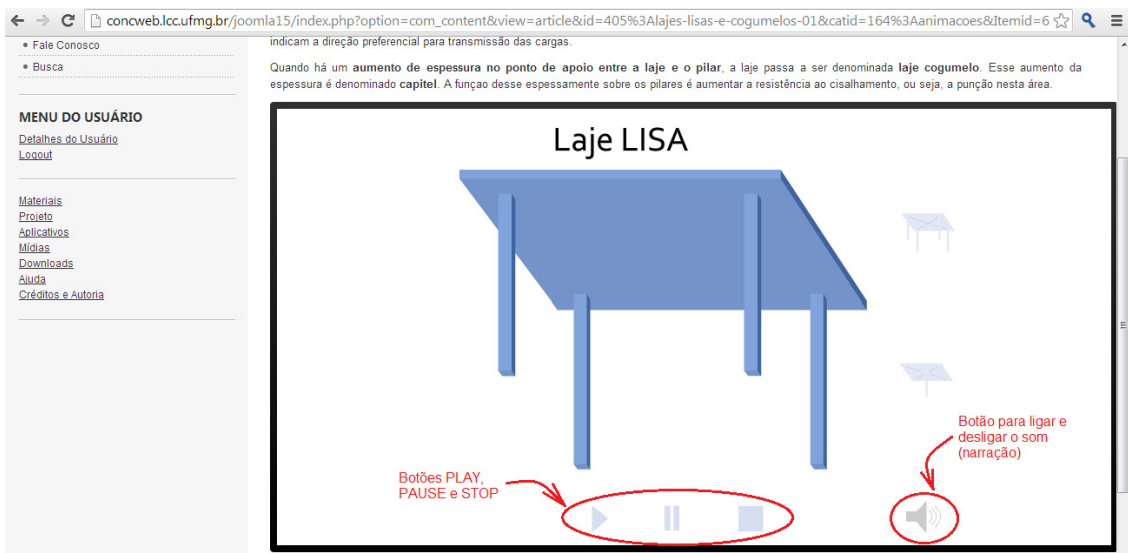 concweb.lcc.ufmg.br/joomla15/index.php?option=com_content&view=article&id=405%3Alajes-lisas-e-cogumelos-01&catid=164%3Aanimacoes&Itemid=6
Fale Conosco
Busca
MENU DO USUÁRIO
Detalhes do Usuário
Logout
Materiais
Projeto
Aplicativos
Mídias
Downloads
Ajuda
Créditos e Autoria
indicam a direção preferencial para transmissão das cargas.
Quando há um aumento de espessura no ponto de apoio entre a laje e o pilar, a laje passa a ser denominada laje cogumelo. Esse aumento da
espessura é denominado capitel. A funçao desse espessamente sobre os pilares é aumentar a resistência ao cisalhamento, ou seja, a punção nesta área.
Laje LISA
Botão para ligar e
desligar o som
(narração)
Botões PLAY,
PAUSE e STOP